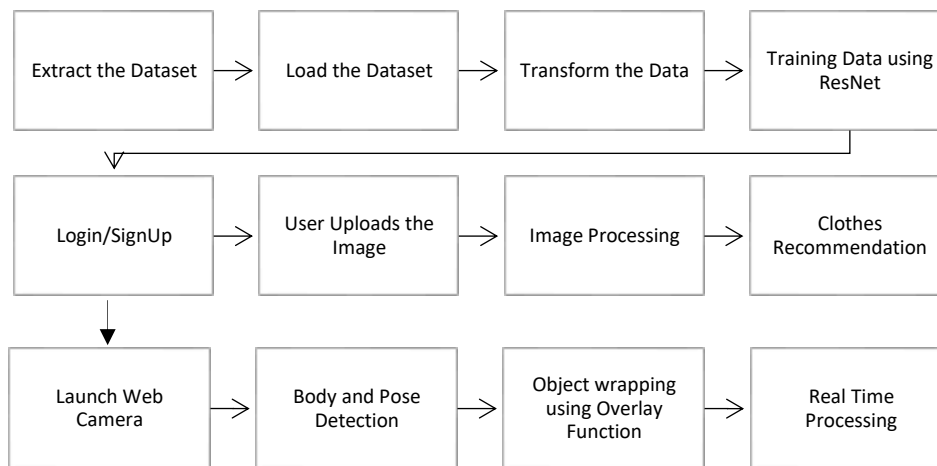 Extract the Dataset
Load the Dataset
Transform the Data
Training Data using
ResNet
Login/SignUp
User Uploads the
Image
Image Processing
Clothes
Recommendation
Launch Web
Camera
Body and Pose
Detection
Object wrapping
using Overlay
Function
Real Time
Processing